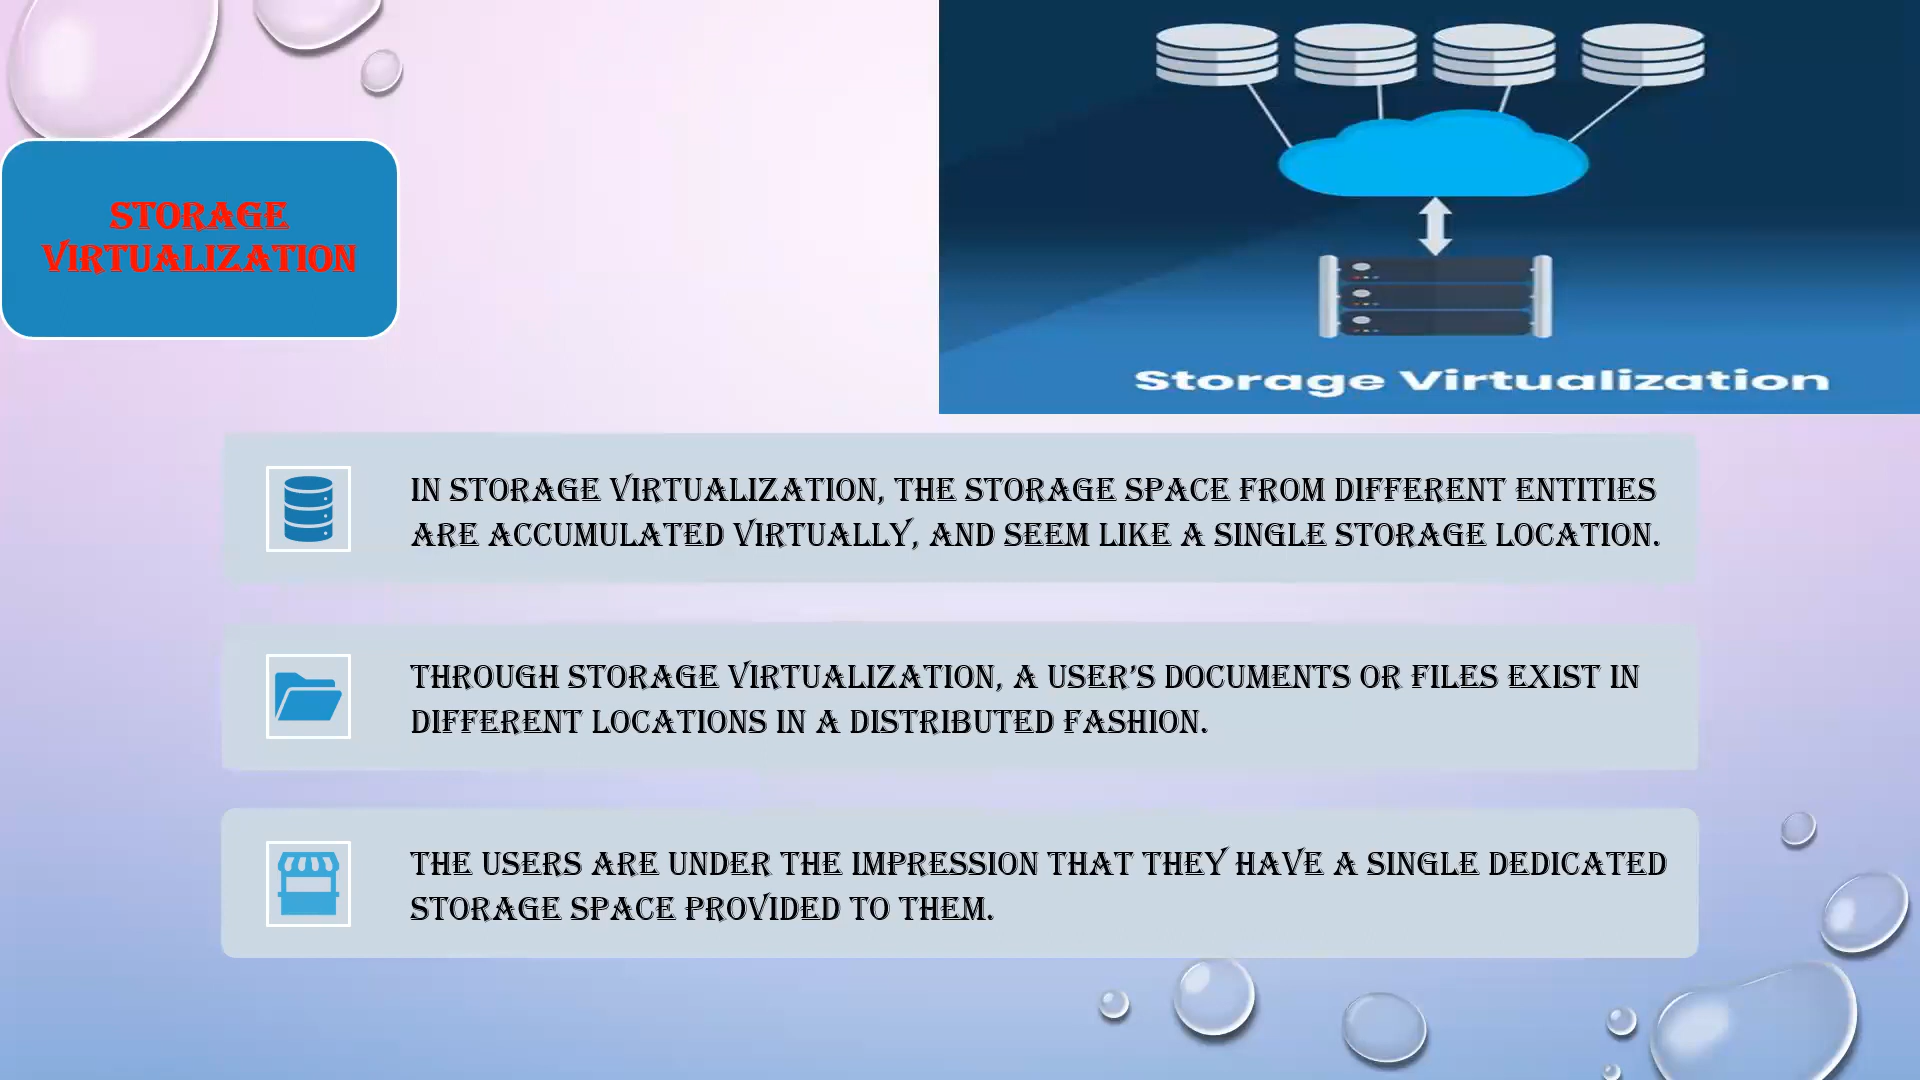 STORAGE
VIRTUALIZATION
Storage Virtualization
IN STORAGE VIRTUALIZATION, THE STORAGE SPACE FROM DIFFERENT ENTITIES
ARE ACCUMULATED VIRTUALLY, AND SEEM LIKE A SINGLE STORAGE LOCATION.
THROUGH STORAGE VIRTUALIZATION, A USER’S DOCUMENTS OR FILES EXIST IN
DIFFERENT LOCATIONS IN A DISTRIBUTED FASHION.
THE USERS ARE UNDER THE IMPRESSION THAT THEY HAVE A SINGLE DEDICATED
STORAGE SPACE PROVIDED TO THEM.